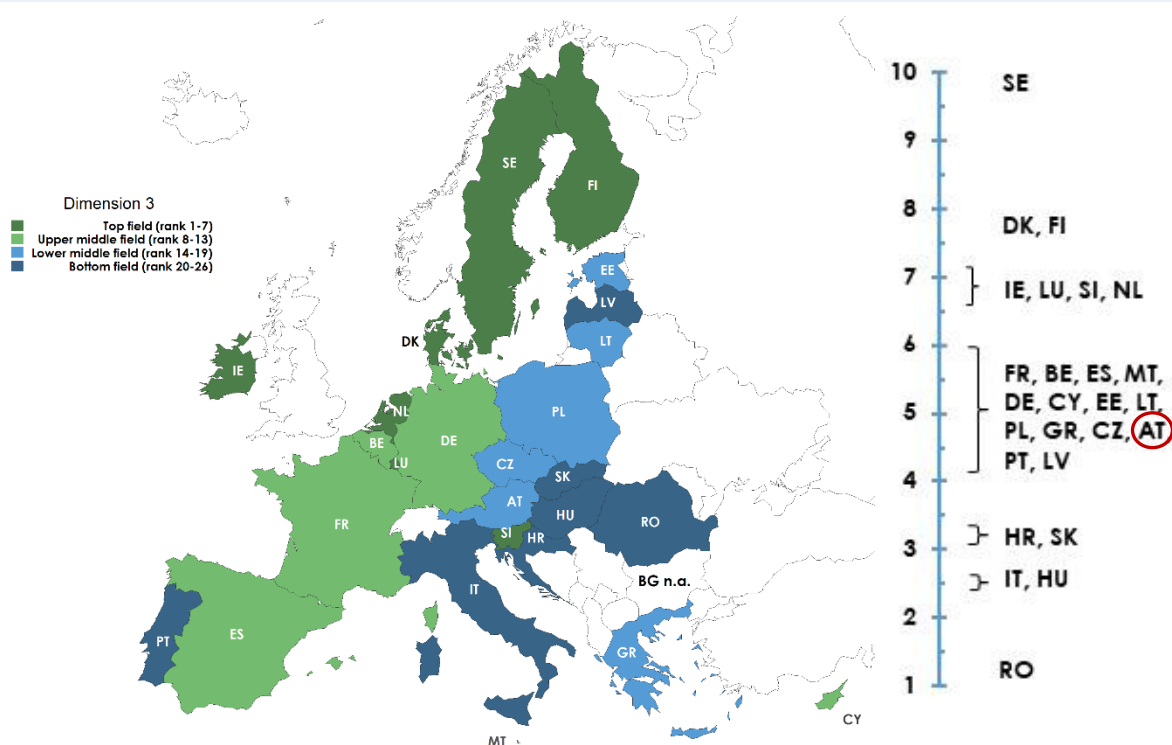 Dimension 3
Top field (rank 1-7)
Upper middle field (rank 8-13)
Lower middle field (rank 14-19)
Bottom field (rank 20-26)
SE
FI
EE
LV
LT
DK
IE
NL
BE
LU
DE
PL
CZ
SK
AT
HU
RO
FR
SI
HR
IT
BG n.a.
PT
ES
GR
MT
CY
10
SE
9
8
DK, FI
7
IE, LU, SI, NL
6
FR, BE, ES, MT,
DE, CY, EE, LT,
5
PL, GR, CZ, AT
PT, LV
4
HR, SK
3
IT, HU
2
RO
1